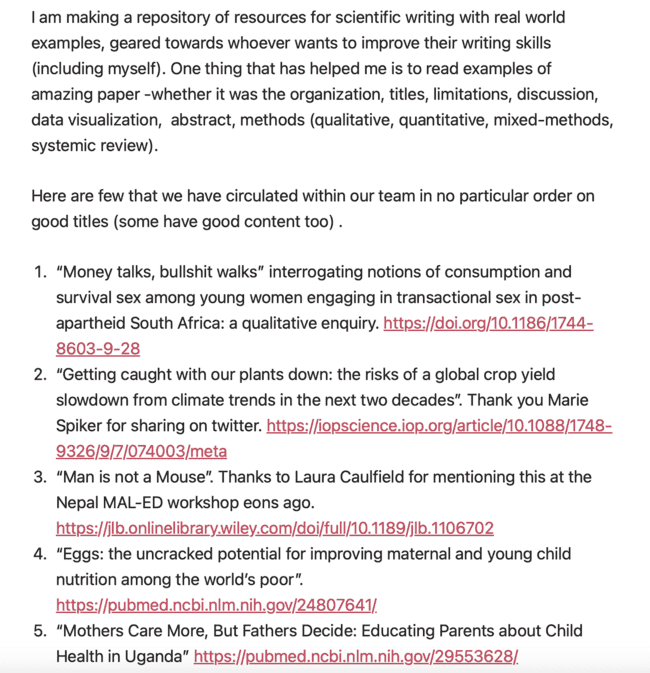 I am making a repository of resources for scientific writing with real world
examples, geared towards whoever wants to improve their writing skills
(including myself). One thing that has helped me is to read examples of
amazing paper -whether it was the organization, titles, limitations, discussion,
data visualization,  abstract, methods (qualitative, quantitative, mixed-methods,
systemic review).
Here are few that we have circulated within our team in no particular order on
good titles (some have good content too) .
1. “Money talks, bullshit walks” interrogating notions of consumption and
survival sex among young women engaging in transactional sex in post-
apartheid South Africa: a qualitative enquiry. https://doi.org/10.1186/1744-
8603-9-28
2. “Getting caught with our plants down: the risks of a global crop yield
slowdown from climate trends in the next two decades”. Thank you Marie
Spiker for sharing on twitter. https://iopscience.iop.org/article/10.1088/1748-
9326/9/7/074003/meta
3. “Man is not a Mouse”. Thanks to Laura Caulfield for mentioning this at the
Nepal MAL-ED workshop eons ago.
https://jlb.onlinelibrary.wiley.com/doi/full/10.1189/jlb.1106702
4. “Eggs: the uncracked potential for improving maternal and young child
nutrition among the world’s poor”.
https://pubmed.ncbi.nlm.nih.gov/24807641/
5. “Mothers Care More, But Fathers Decide: Educating Parents about Child
Health in Uganda” https://pubmed.ncbi.nlm.nih.gov/29553628/